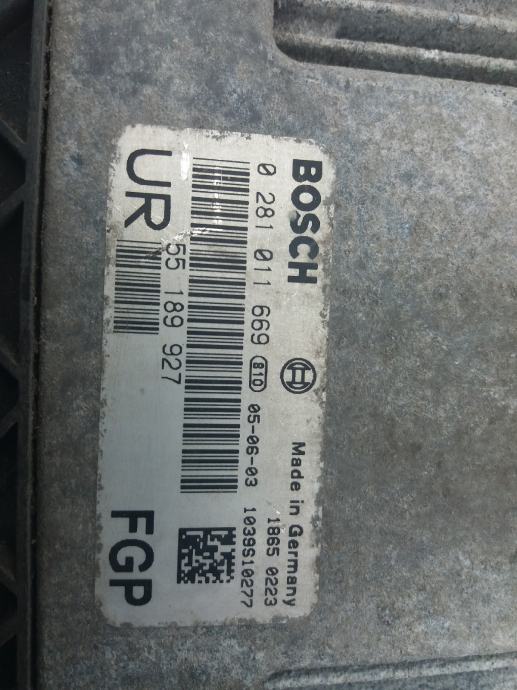 BOSCH
Made in Germany
0 281 011 669 810 05-06-03
1865 0223
1039S10277
UR 55 189 927
FGP